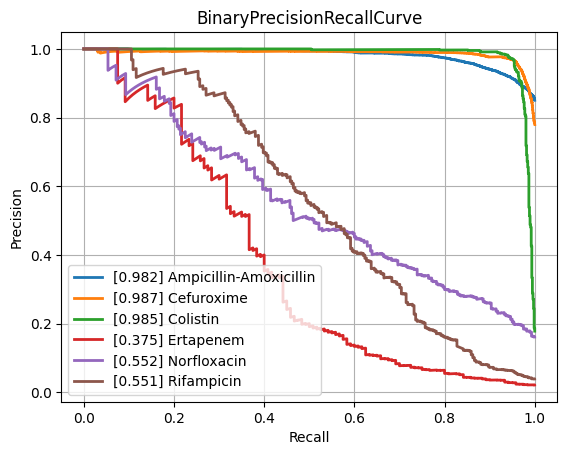 BinaryPrecisionRecallCurve
Precision
1.0
0.8
0.6
0.4
0.2
0.0
[0.982] Ampicillin-Amoxicillin
[0.987] Cefuroxime
[0.985] Colistin
[0.375] Ertapenem
[0.552] Norfloxacin
[0.551] Rifampicin
0.0 0.2 0.4 0.6 0.8 1.0
Recall